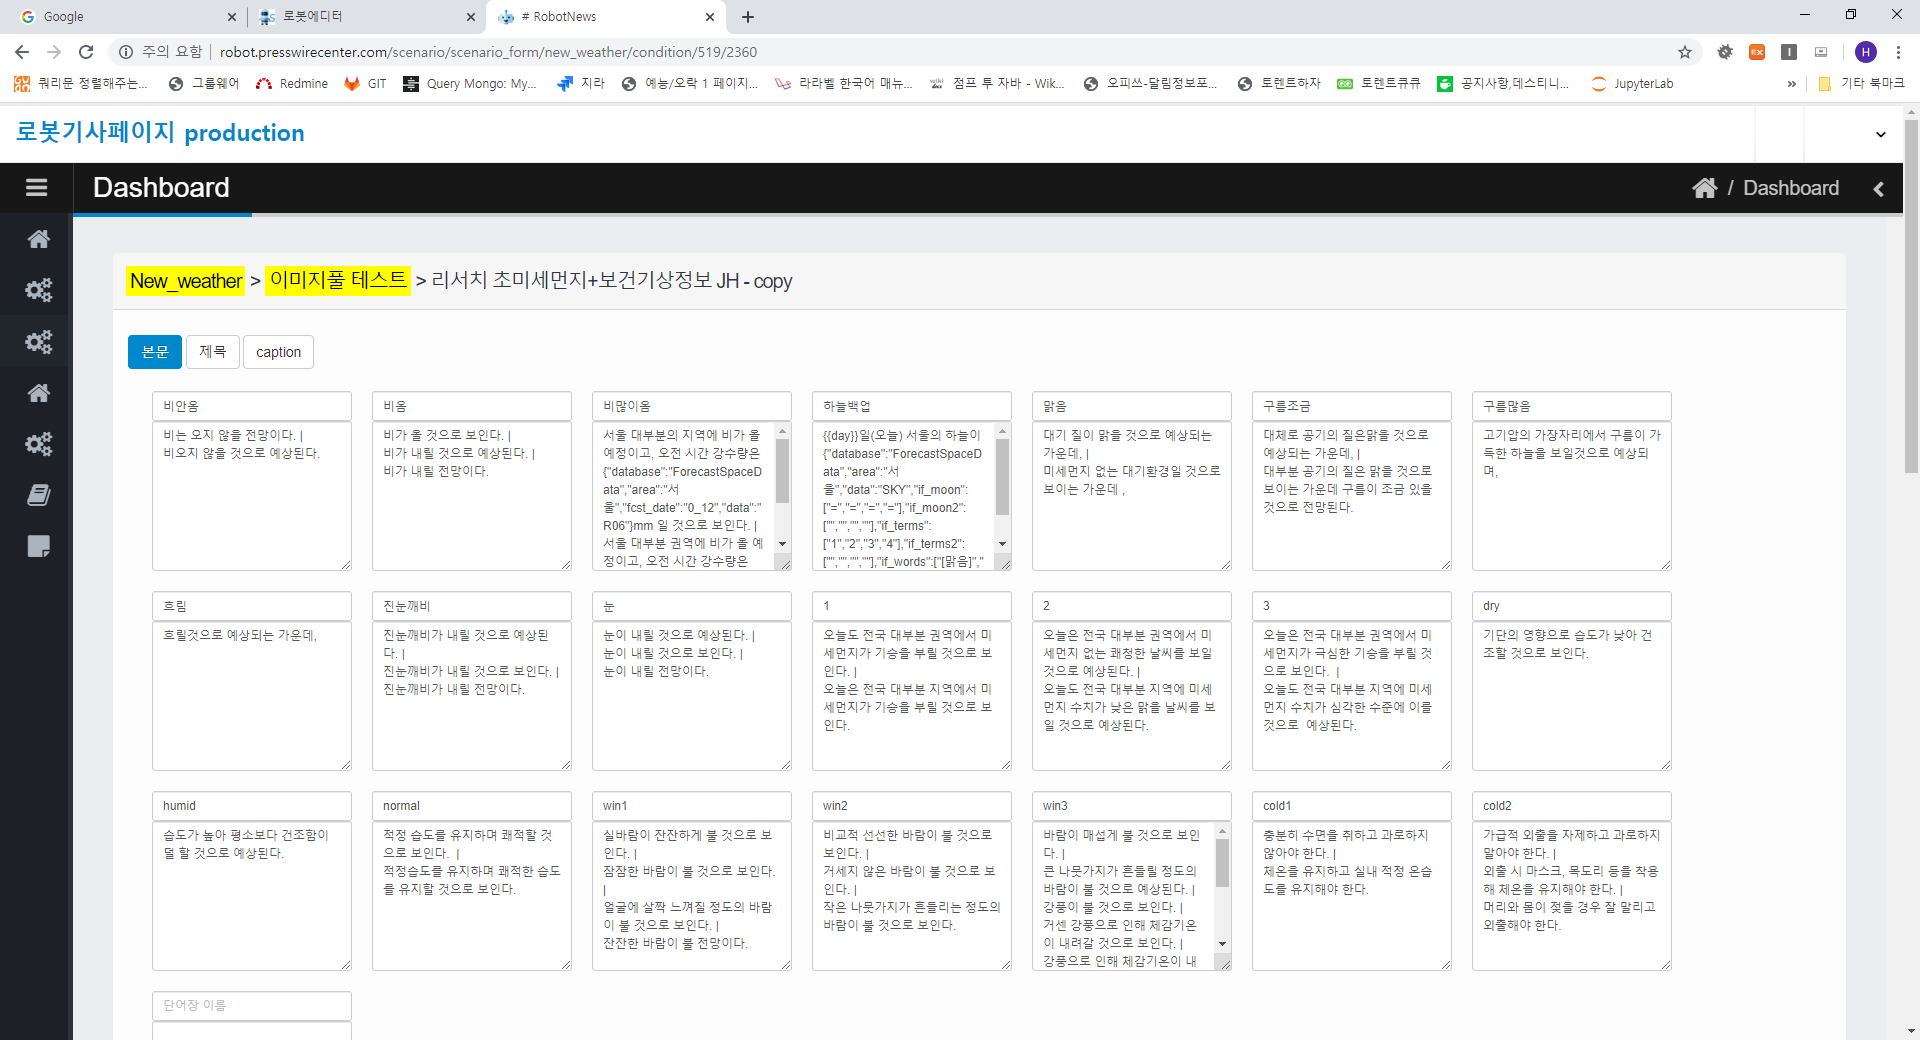 Google
로봇에디터
# RobotNews
주의 요함
robot.presswirecenter.com/scenario/scenario_form/new_weather/condition/519/2360
H
쿼리문 정렬해주는...
그룹웨어
Redmine
GIT
Query Mongo: My...
지라
예능/오락 1 페이지...
라라벨 한국어 매뉴...
점프 투 자바 - Wik...
오피쓰-달림정보포...
토렌트하자
토렌트큐큐
공지사항,데스티니...
JupyterLab
»
기타 북마크
로봇기사페이지 production
Dashboard
/ Dashboard
New_weather > 이미지풀 테스트 > 리서치 초미세먼지+보건기상정보 JH - copy
본문
제목
caption
비안옴
비는 오지 않을 전망이다. |
비오지 않을 것으로 예상된다.
비옴
비가 올 것으로 보인다. |
비가 내릴 것으로 예상된다. |
비가 내릴 전망이다.
비많이옴
서울 대부분의 지역에 비가 올
예정이고, 오전 시간 강수량은
{"database":"ForecastSpaceD
ata","area":"서
울","fcst_date":"0_12","data":"
R06"}mm 일 것으로 보인다. |
서울 대부분 권역에 비가 올 예
정이고, 오전 시간 강수량은
하늘백업
{{day}}일(오늘) 서울의 하늘이
{"database":"ForecastSpaceD
ata","area":"서
울","data":"SKY","if_moon":
["=","=","=","="],"if_moon2":
["","","",""],"if_terms":
["1","2","3","4"],"if_terms2":
["","","",""],"if_words":["[맑음]","
맑음
대기 질이 맑을 것으로 예상되는
가운데, |
미세먼지 없는 대기환경일 것으로
보이는 가운데 ,
구름조금
대체로 공기의 질은맑을 것으로
예상되는 가운데, |
대부분 공기의 질은 맑을 것으로
보이는 가운데 구름이 조금 있을
것으로 전망된다.
구름많음
고기압의 가장자리에서 구름이 가
득한 하늘을 보일것으로 예상되
며,
흐림
흐릴것으로 예상되는 가운데,
진눈깨비
진눈깨비가 내릴 것으로 예상된
다. |
진눈깨비가 내릴 것으로 보인다. |
진눈깨비가 내릴 전망이다.
눈
눈이 내릴 것으로 예상된다. |
눈이 내릴 것으로 보인다. |
눈이 내릴 전망이다.
1
오늘도 전국 대부분 권역에서 미
세먼지가 기승을 부릴 것으로 보
인다. |
오늘은 전국 대부분 지역에서 미
세먼지가 기승을 부릴 것으로 보
인다.
2
오늘은 전국 대부분 권역에서 미
세먼지 없는 쾌청한 날씨를 보일
것으로 예상된다. |
오늘도 전국 대부분 지역에 미세
먼지 수치가 낮은 맑을 날씨를 보
일 것으로 예상된다.
3
오늘은 전국 대부분 권역에서 미
세먼지가 극심한 기승을 부릴 것
으로 보인다. |
오늘도 전국 대부분 지역에 미세
먼지 수치가 심각한 수준에 이를
것으로 예상된다.
dry
기단의 영향으로 습도가 낮아 건
조할 것으로 보인다.
humid
습도가 높아 평소보다 건조함이
덜 할 것으로 예상된다.
normal
적정 습도를 유지하며 쾌적할 것
으로 보인다. |
적정습도를 유지하며 쾌적한 습도
를 유지할 것으로 보인다.
win1
실바람이 잔잔하게 불 것으로 보
인다. |
잠잠한 바람이 불 것으로 보인다.
|
얼굴에 살짝 느껴질 정도의 바람
이 불 것으로 보인다. |
잔잔한 바람이 불 전망이다.
win2
비교적 선선한 바람이 불 것으로
보인다. |
거세지 않은 바람이 불 것으로 보
인다. |
작은 나뭇가지가 흔들리는 정도의
바람이 불 것으로 보인다.
win3
바람이 매섭게 불 것으로 보인
다. |
큰 나뭇가지가 흔들릴 정도의
바람이 불 것으로 예상된다. |
강풍이 불 것으로 보인다. |
거센 강풍으로 인해 체감기온
이 내려갈 것으로 보인다. |
강풍으로 인해 체감기온이 내
cold1
충분히 수면을 취하고 과로하지
않아야 한다. |
체온을 유지하고 실내 적정 온습
도를 유지해야 한다.
cold2
가급적 외출을 자제하고 과로하지
말아야 한다. |
외출 시 마스크, 목도리 등을 착용
해 체온을 유지해야 한다. |
머리와 몸이 젖을 경우 잘 말리고
외출해야 한다.
단어장 이름